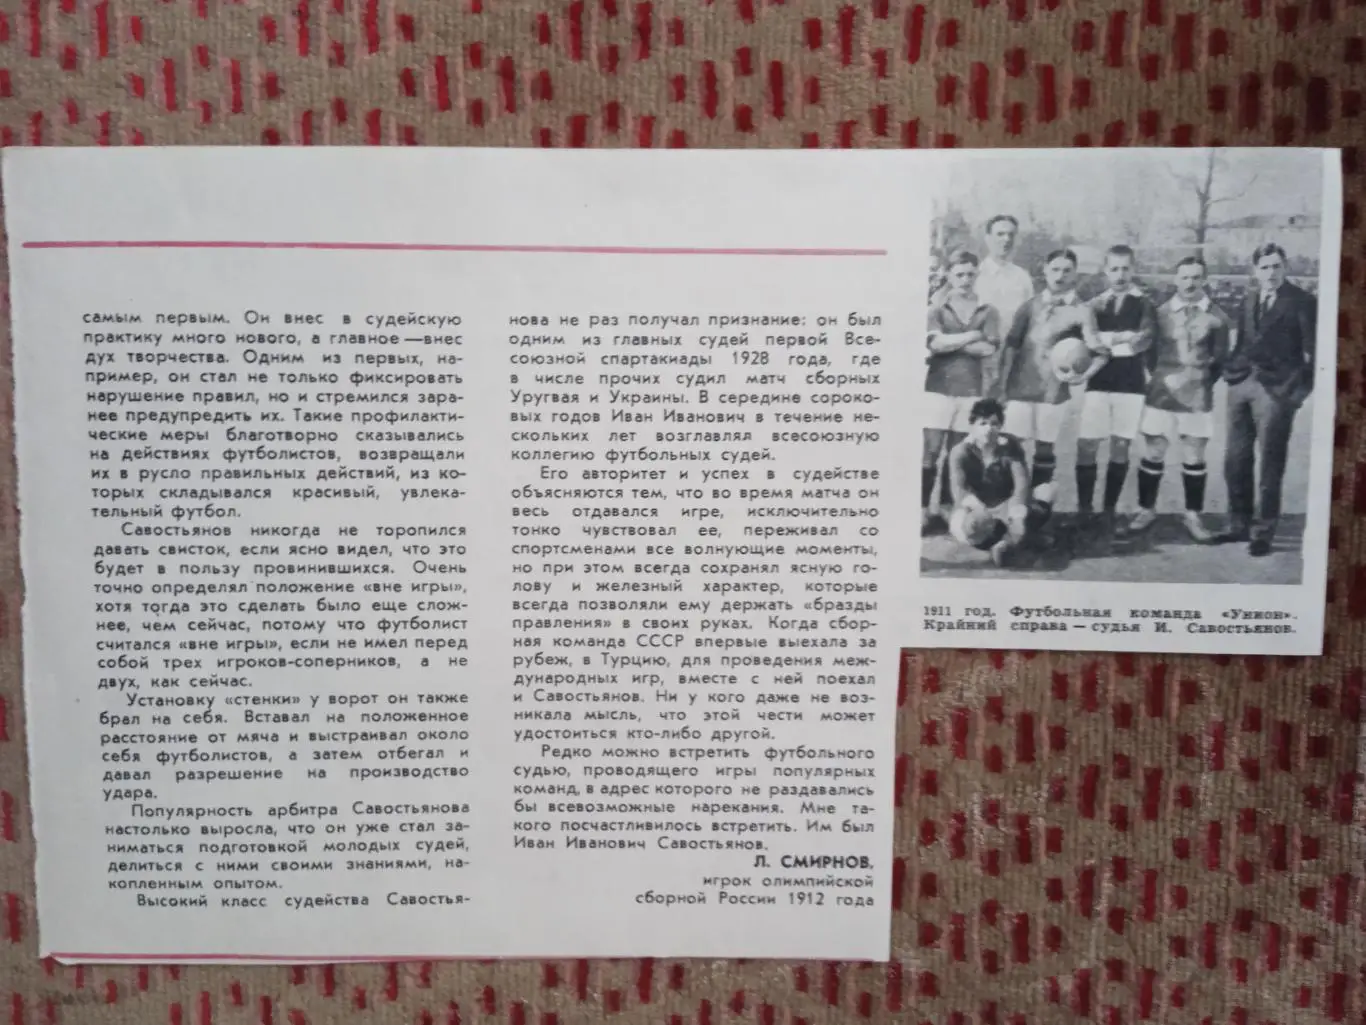 самым первым. Он внес в судейскую
практику много нового, а главное — внес
дух творчества. Одним из первых, на-
пример, он стал не только фиксировать
нарушение правил, но и стремился зара-
нее предупредить их. Такие профилакти-
ческие меры благотворно сказывались
на действиях футболистов, возвращали
их в русло правильных действий, из ко-
торых складывался красивый, увлека-
тельный футбол.
Савостьянов никогда не торопился
давать свисток, если ясно видел, что это
будет в пользу провинившихся. Очень
точно определял положение «вне игры»,
хотя тогда это сделать было еще слож-
нее, чем сейчас, потому что футболист
считался «вне игры», если не имел перед
собой трех игроков-соперников, а не
двух, как сейчас.
Установку «стенки» у ворот он также
брал на себя. Вставал на положенное
расстояние от мяча и выстраивал около
себя футболистов, а затем отбегал и
давал разрешение на производство
удара.
Популярность арбитра Савостьянова
настолько выросла, что он уже стал за-
ниматься подготовкой молодых судей,
делиться с ними своими знаниями, на-
копленным опытом.
Высокий класс судейства Савостья-
нова не раз получал признание: он был
одним из главных судей первой Все-
союзной спартакиады 1928 года, где
в числе прочих судил матч сборных
Уругвая и Украины. В середине сороко-
вых годов Иван Иванович в течение не-
скольких лет возглавлял всесоюзную
коллегию футбольных судей.
Его авторитет и успех в судействе
объясняются тем, что во время матча он
весь отдавался игре, исключительно
тонко чувствовал ее, переживал со
спортсменами все волнующие моменты,
но при этом всегда сохранял ясную го-
лову и железный характер, которые
всегда позволяли ему держать «бразды
правления» в своих руках. Когда сбор-
ная команда СССР впервые выехала за
рубеж, в Турцию, для проведения меж-
дународных игр, вместе с ней поехал
и Савостьянов. Ни у кого даже не воз-
никала мысль, что этой чести может
удостоиться кто-либо другой.
Редко можно встретить футбольного
судью, проводящего игры популярных
команд, в адрес которого не раздавались
бы всевозможные нарекания. Мне та-
кого посчастливилось встретить. Им был
Иван Иванович Савостьянов.
Л. СМИРНОВ,
игрок олимпийской
сборной России 1912 года
1911 год. Футбольная команда «Унион».
Крайний справа — судья И. Савостьянов.